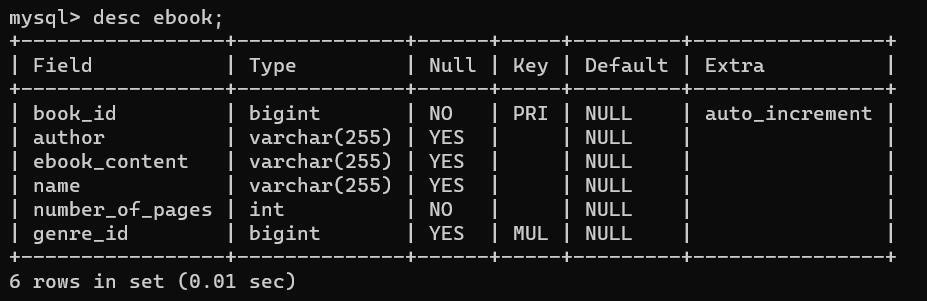 mysql> desc ebook;
+-----------------+--------------+------+-----+---------+----------------+
| Field           | Type         | Null | Key | Default | Extra          |
+-----------------+--------------+------+-----+---------+----------------+
| book_id         | bigint       | NO   | PRI | NULL    | auto_increment |
| author          | varchar(255) | YES  |     | NULL    |                |
| ebook_content   | varchar(255) | YES  |     | NULL    |                |
| name            | varchar(255) | YES  |     | NULL    |                |
| number_of_pages | int          | NO   |     | NULL    |                |
| genre_id        | bigint       | YES  | MUL | NULL    |                |
+-----------------+--------------+------+-----+---------+----------------+
6 rows in set (0.01 sec)